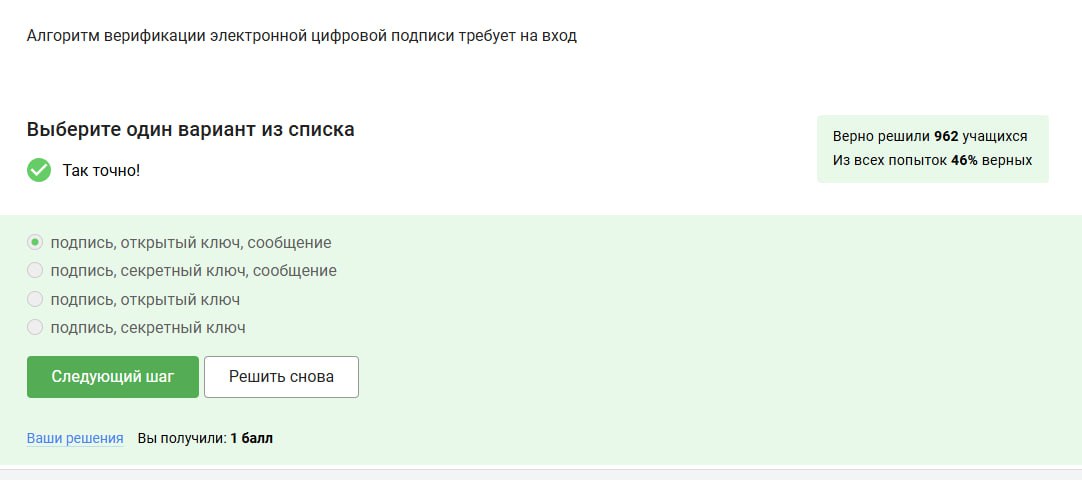 Алгоритм верификации электронной цифровой подписи требует на вход
Выберите один вариант из списка
Так точно!
Верно решили 962 учащихся
Из всех попыток 46% верных
подпись, открытый ключ, сообщение
подпись, секретный ключ, сообщение
подпись, открытый ключ
подпись, секретный ключ
Следующий шаг
Решить снова
Ваши решения Вы получили: 1 балл